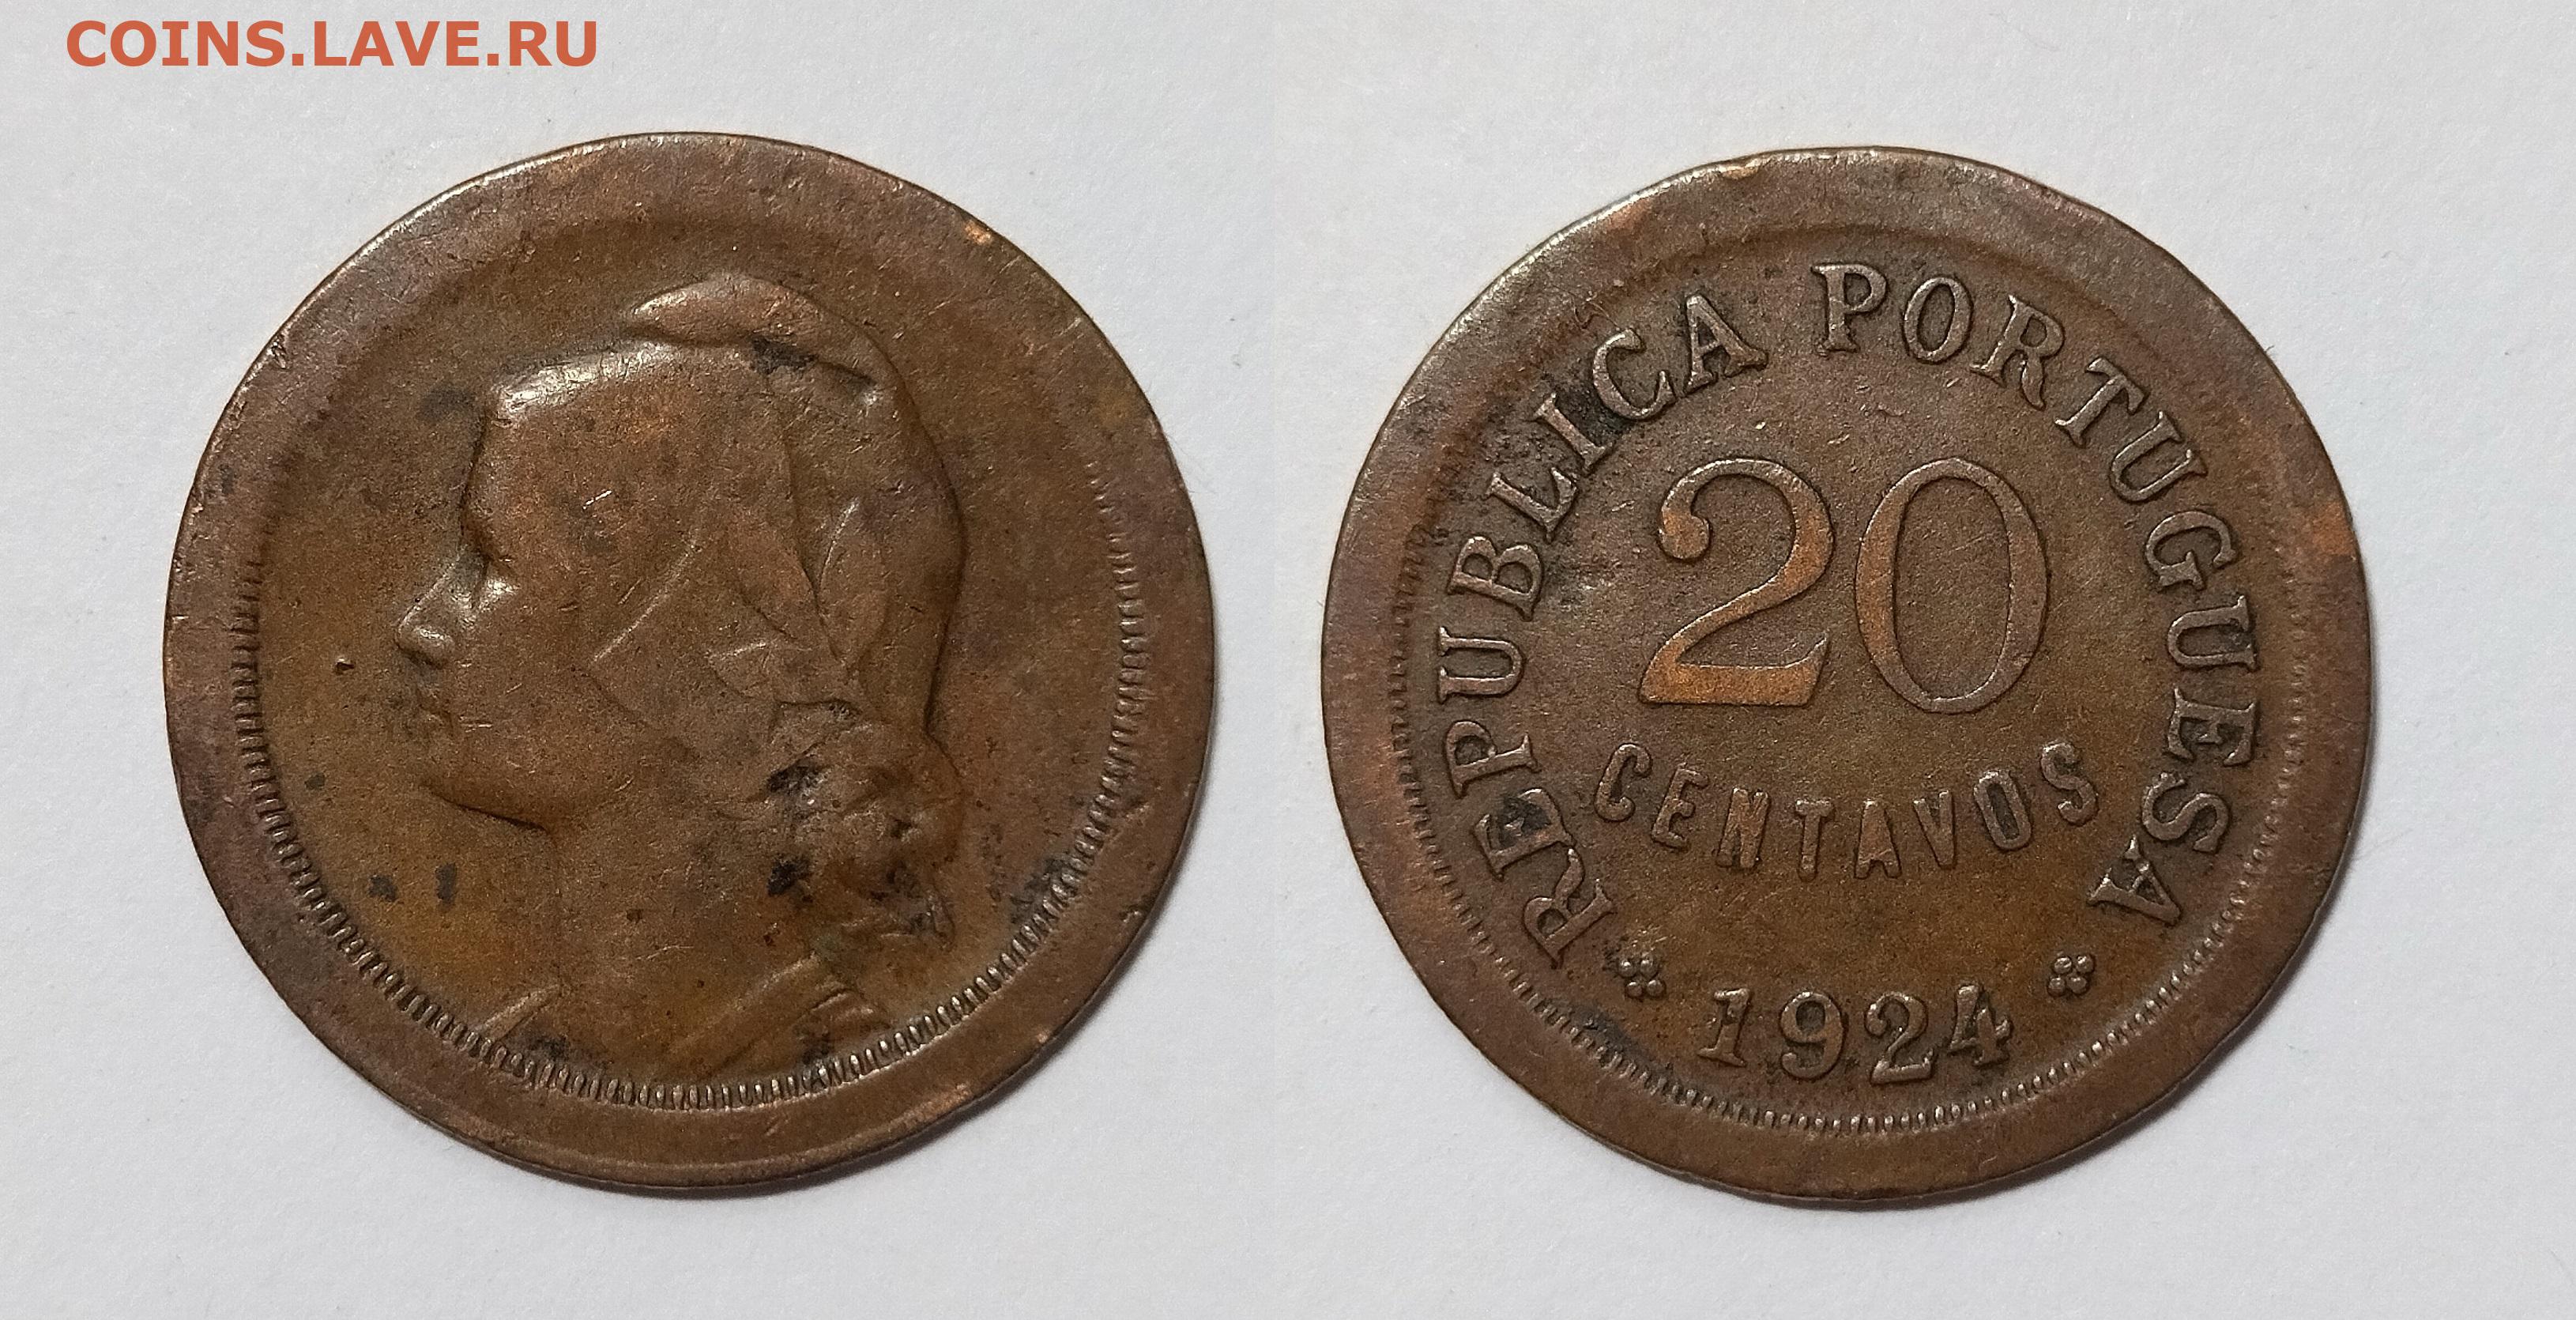 COINS.LAVE.RU
REPUBLICA PORTUGUESA
20
CENTAVOS
1924